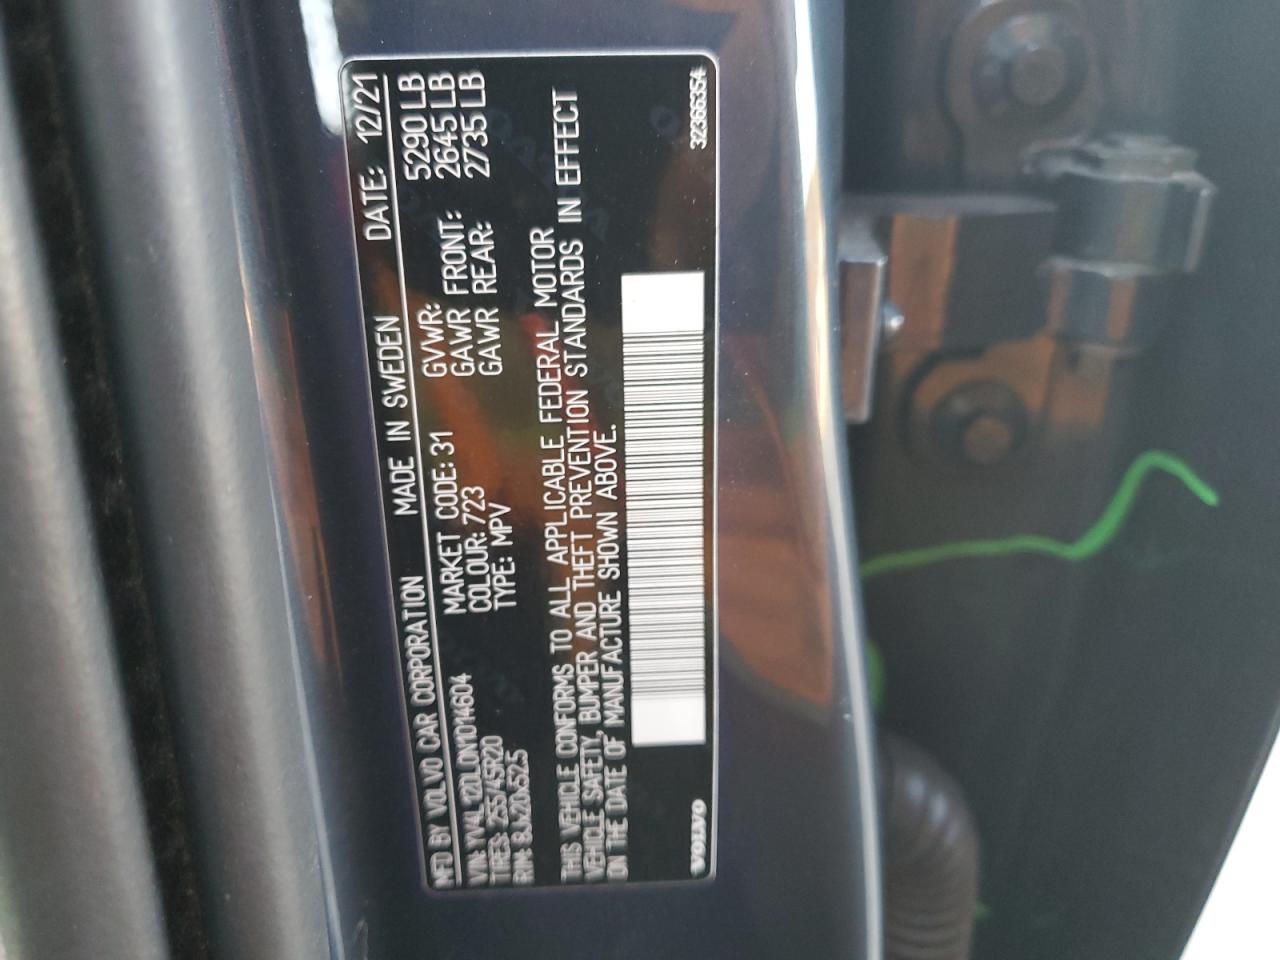 MFD BY VOLVO CAR CORPORATION MADE IN SWEDEN DATE: 12/21
VIN: YV4L12DL0N1014604 MARKET CODE: 31 GVWR: 5290 LB
TIRES: 255/45R20 COLOUR: 723 GAWR FRONT: 2645 LB
RIM: 8Jx20x52.5 TYPE: MPV GAWR REAR: 2735 LB
THIS VEHICLE CONFORMS TO ALL APPLICABLE FEDERAL MOTOR
VEHICLE SAFETY, BUMPER AND THEFT PREVENTION STANDARDS IN EFFECT
ON THE DATE OF MANUFACTURE SHOWN ABOVE.
VOLVO 32366354